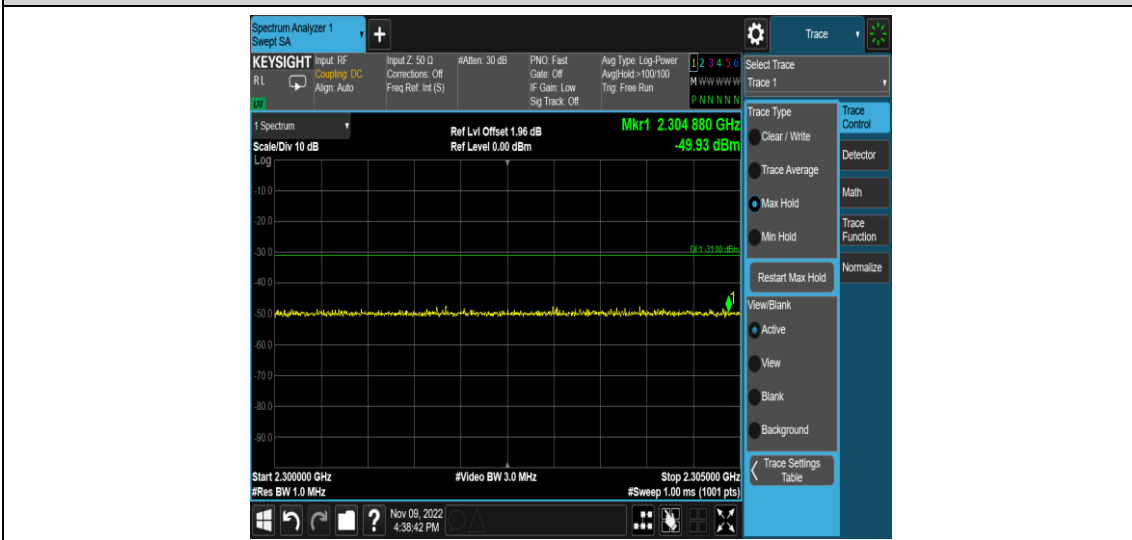 Spectrum Analyzer 1
Swept SA
+
Trace
KEYSIGHT
RL
LV
Input: RF
Coupling: DC
Align: Auto
Input Z: 50 Ω
Corrections: Off
Freq Ref: Int (S)
#Atten: 30 dB
PNO: Fast
Gate: Off
IF Gain: Low
Sig Track: Off
Avg Type: Log-Power
Avg|Hold:>100/100
Trig: Free Run
1 2 3 4 5 6
M W W W W W
P N N N N N
Select Trace
Trace 1
1 Spectrum
Scale/Div 10 dB
Log
Ref Lvl Offset 1.96 dB
Ref Level 0.00 dBm
Mkr1 2.304 880 GHz
-49.93 dBm
-10.0
-20.0
-30.0
DL1 -31.00 dBm
-40.0
1
-50.0
-60.0
-70.0
-80.0
-90.0
Start 2.300000 GHz
#Video BW 3.0 MHz
Stop 2.305000 GHz
#Res BW 1.0 MHz
#Sweep 1.00 ms (1001 pts)
Trace Type
Clear / Write
Trace Average
Max Hold
Min Hold
Restart Max Hold
View/Blank
Active
View
Blank
Background
Trace Settings
Table
Trace
Control
Detector
Math
Trace
Function
Normalize
?
Nov 09, 2022
4:38:42 PM